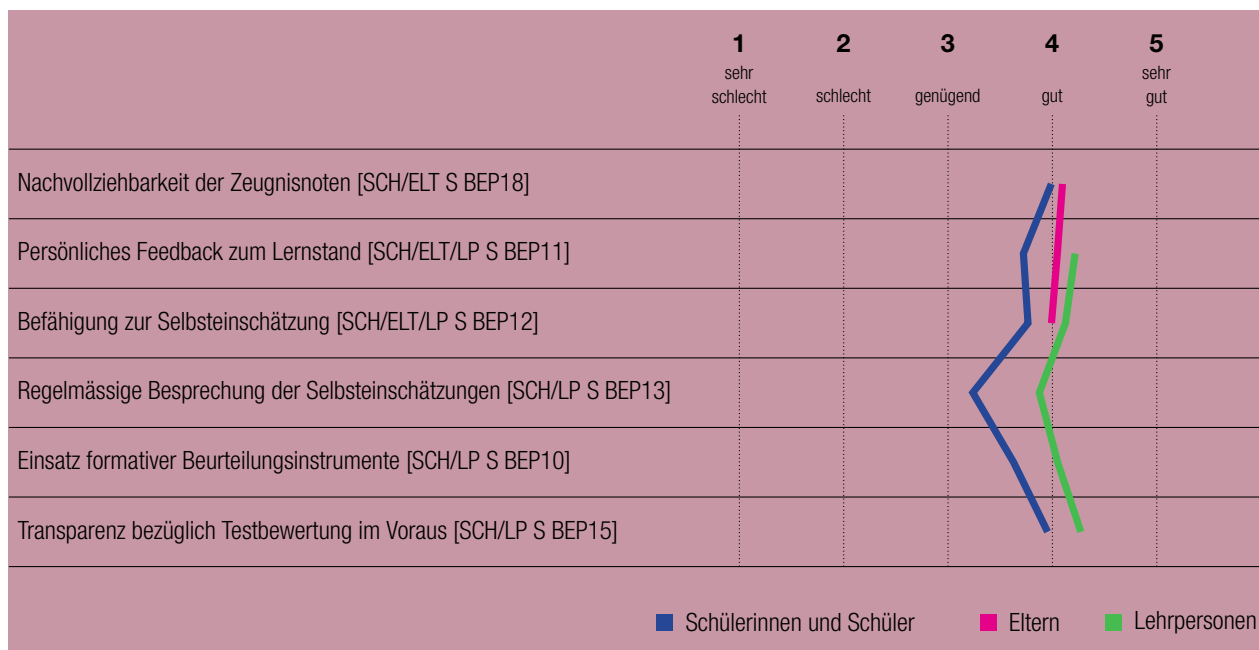 1 2 3 4 5
sehr schlecht schlecht genügend gut sehr gut
Nachvollziehbarkeit der Zeugnisnoten [SCH/ELT S BEP18]
Persönliches Feedback zum Lernstand [SCH/ELT/LP S BEP11]
Befähigung zur Selbsteinschätzung [SCH/ELT/LP S BEP12]
Regelmässige Besprechung der Selbsteinschätzungen [SCH/LP S BEP13]
Einsatz formativer Beurteilungsinstrumente [SCH/LP S BEP10]
Transparenz bezüglich Testbewertung im Voraus [SCH/LP S BEP15]
Schülerinnen und Schüler Eltern Lehrpersonen